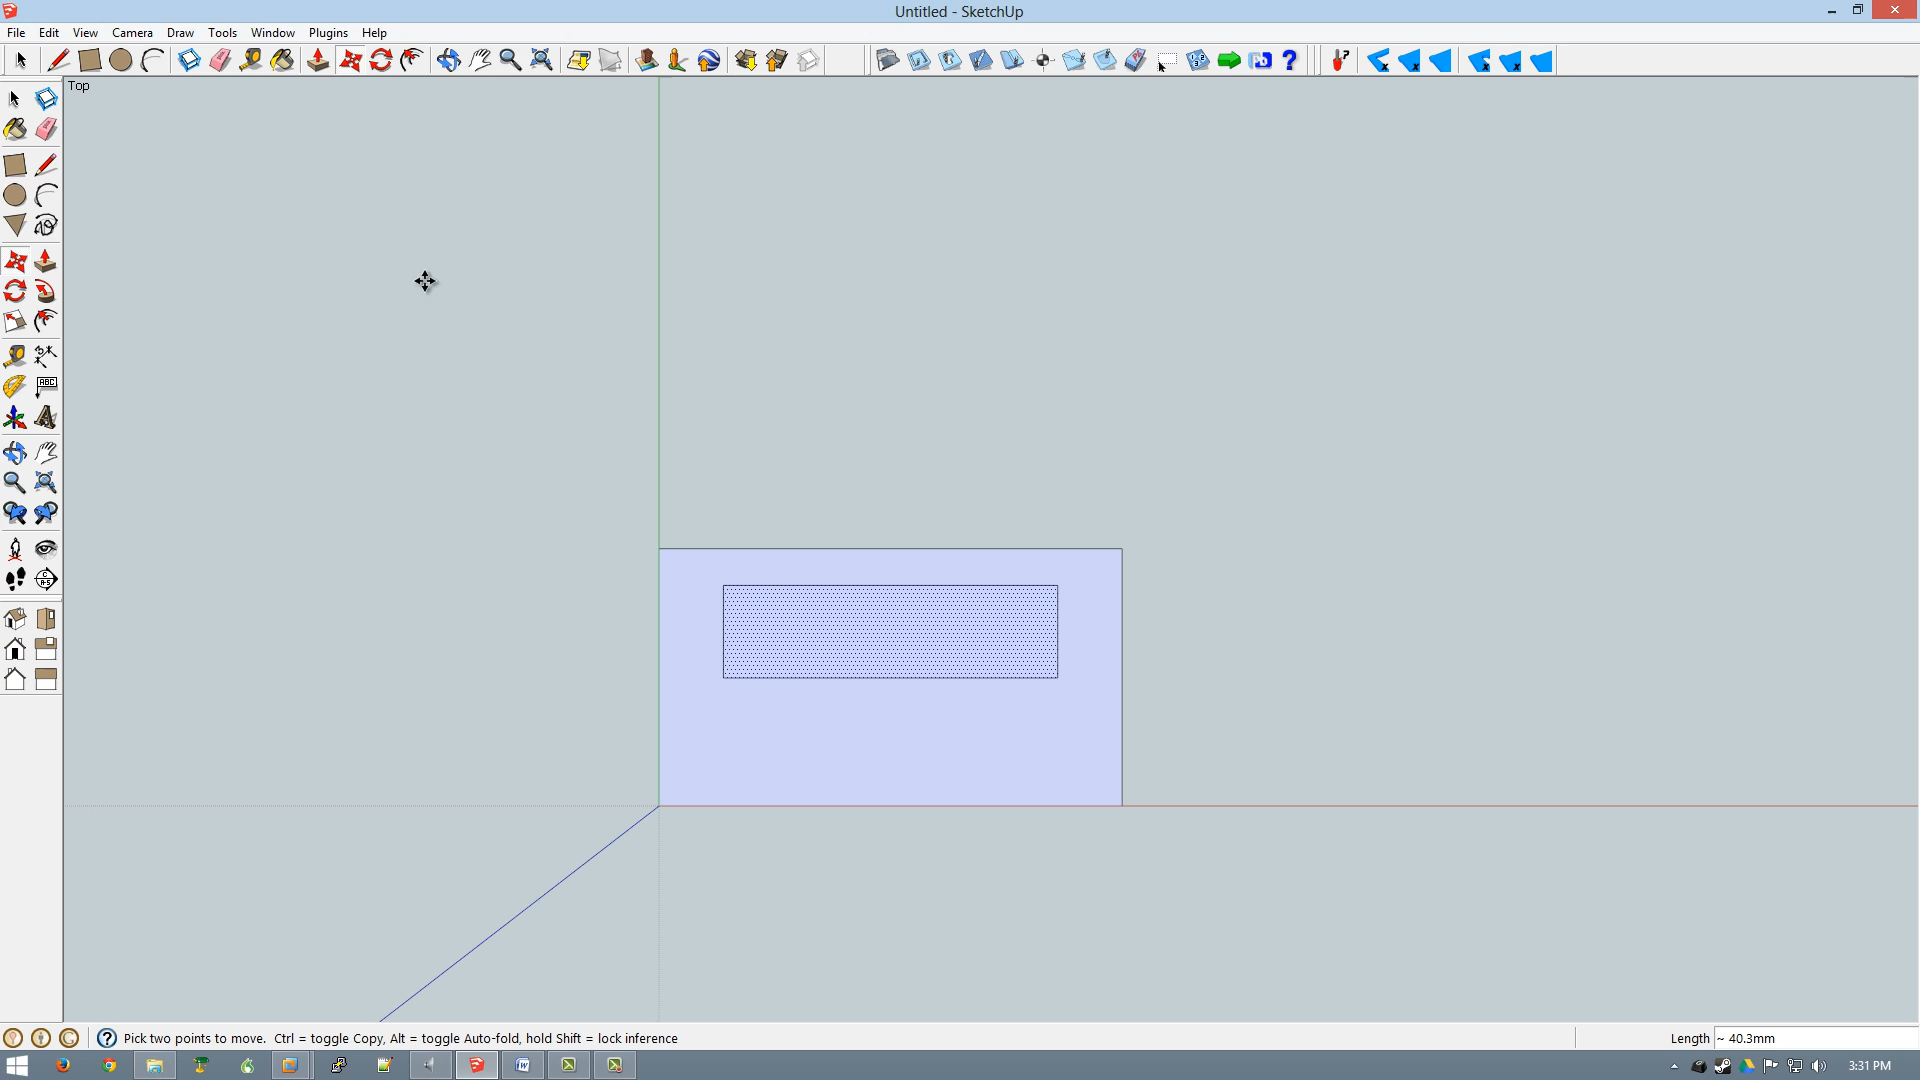 Untitled - SketchUp
File Edit View Camera Draw Tools Window Plugins Help
Top
ABC
Pick two points to move. Ctrl = toggle Copy, Alt = toggle Auto-fold, hold Shift = lock inference
Length ~ 40.3mm
3:31 PM